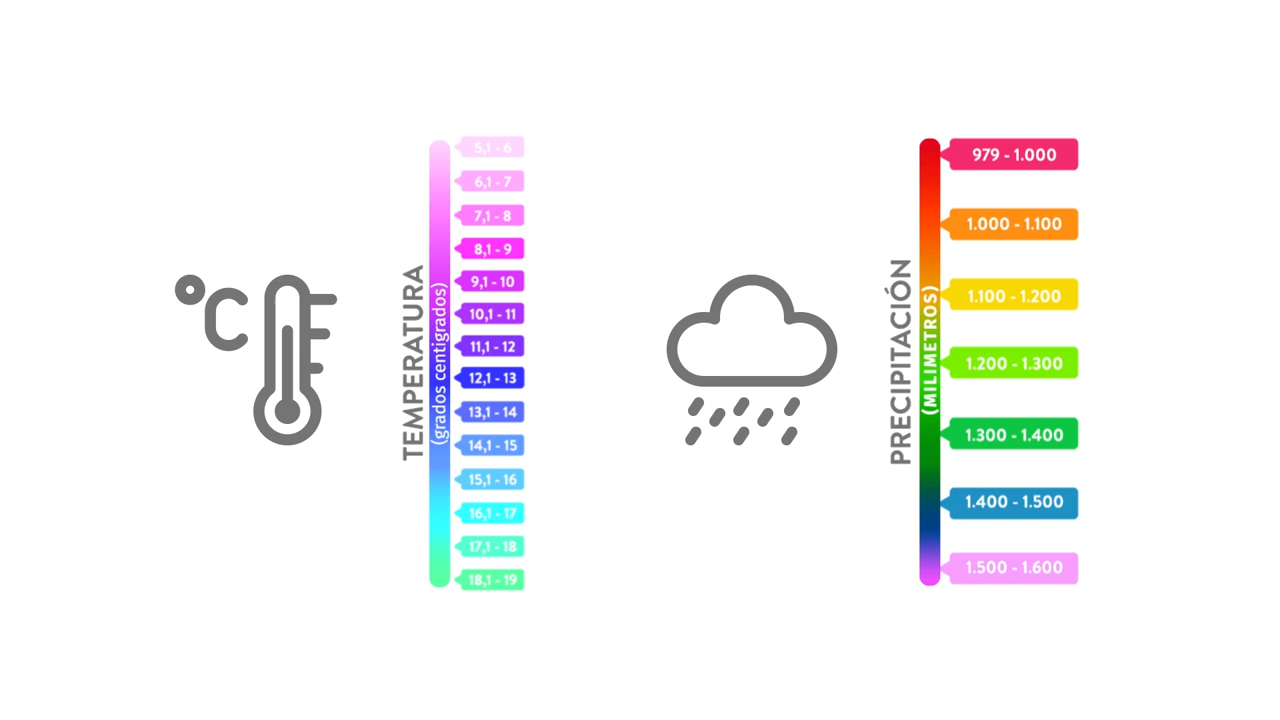 °C
TEMPERATURA
(grados centigrados)
5,1 - 6
6,1 - 7
7,1 - 8
8,1 - 9
9,1 - 10
10,1 - 11
11,1 - 12
12,1 - 13
13,1 - 14
14,1 - 15
15,1 - 16
16,1 - 17
17,1 - 18
18,1 - 19
PRECIPITACIÓN
(MILIMETROS)
979 - 1.000
1.000 - 1.100
1.100 - 1.200
1.200 - 1.300
1.300 - 1.400
1.400 - 1.500
1.500 - 1.600